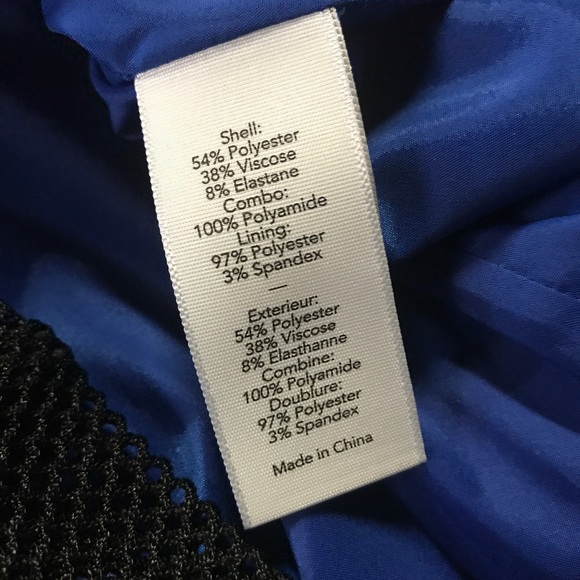 Shell:
54% Polyester
38% Viscose
8% Elastane
Combo:
100% Polyamide
Lining:
97% Polyester
3% Spandex
—
Exterieur:
54% Polyester
38% Viscose
8% Elasthanne
Combine:
100% Polyamide
Doublure:
97% Polyester
3% Spandex
Made in China